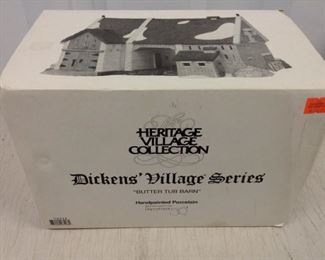 HERITAGE
VILLAGE
COLLECTION
Dickens' Village Series
"BUTTER TUB BARN"
Handpainted Porcelain